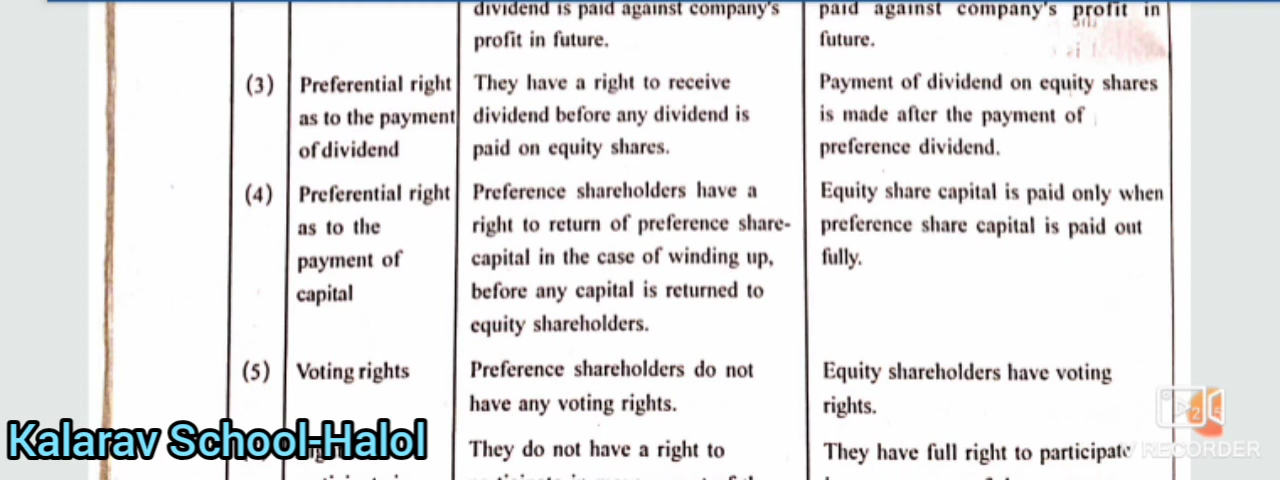 dividend is paid against company's
profit in future.
paid against company's profit in
future.
(3)
Preferential right
as to the payment
of dividend
They have a right to receive
dividend before any dividend is
paid on equity shares.
Payment of dividend on equity shares
is made after the payment of
preference dividend.
(4)
Preferential right
as to the
payment of
capital
Preference shareholders have a
right to return of preference share-
capital in the case of winding up,
before any capital is returned to
equity shareholders.
Equity share capital is paid only when
preference share capital is paid out
fully.
(5)
Voting rights
Preference shareholders do not
have any voting rights.
Equity shareholders have voting
rights.
They do not have a right to
They have full right to participate
Kalarav School-Halol
RECORDER